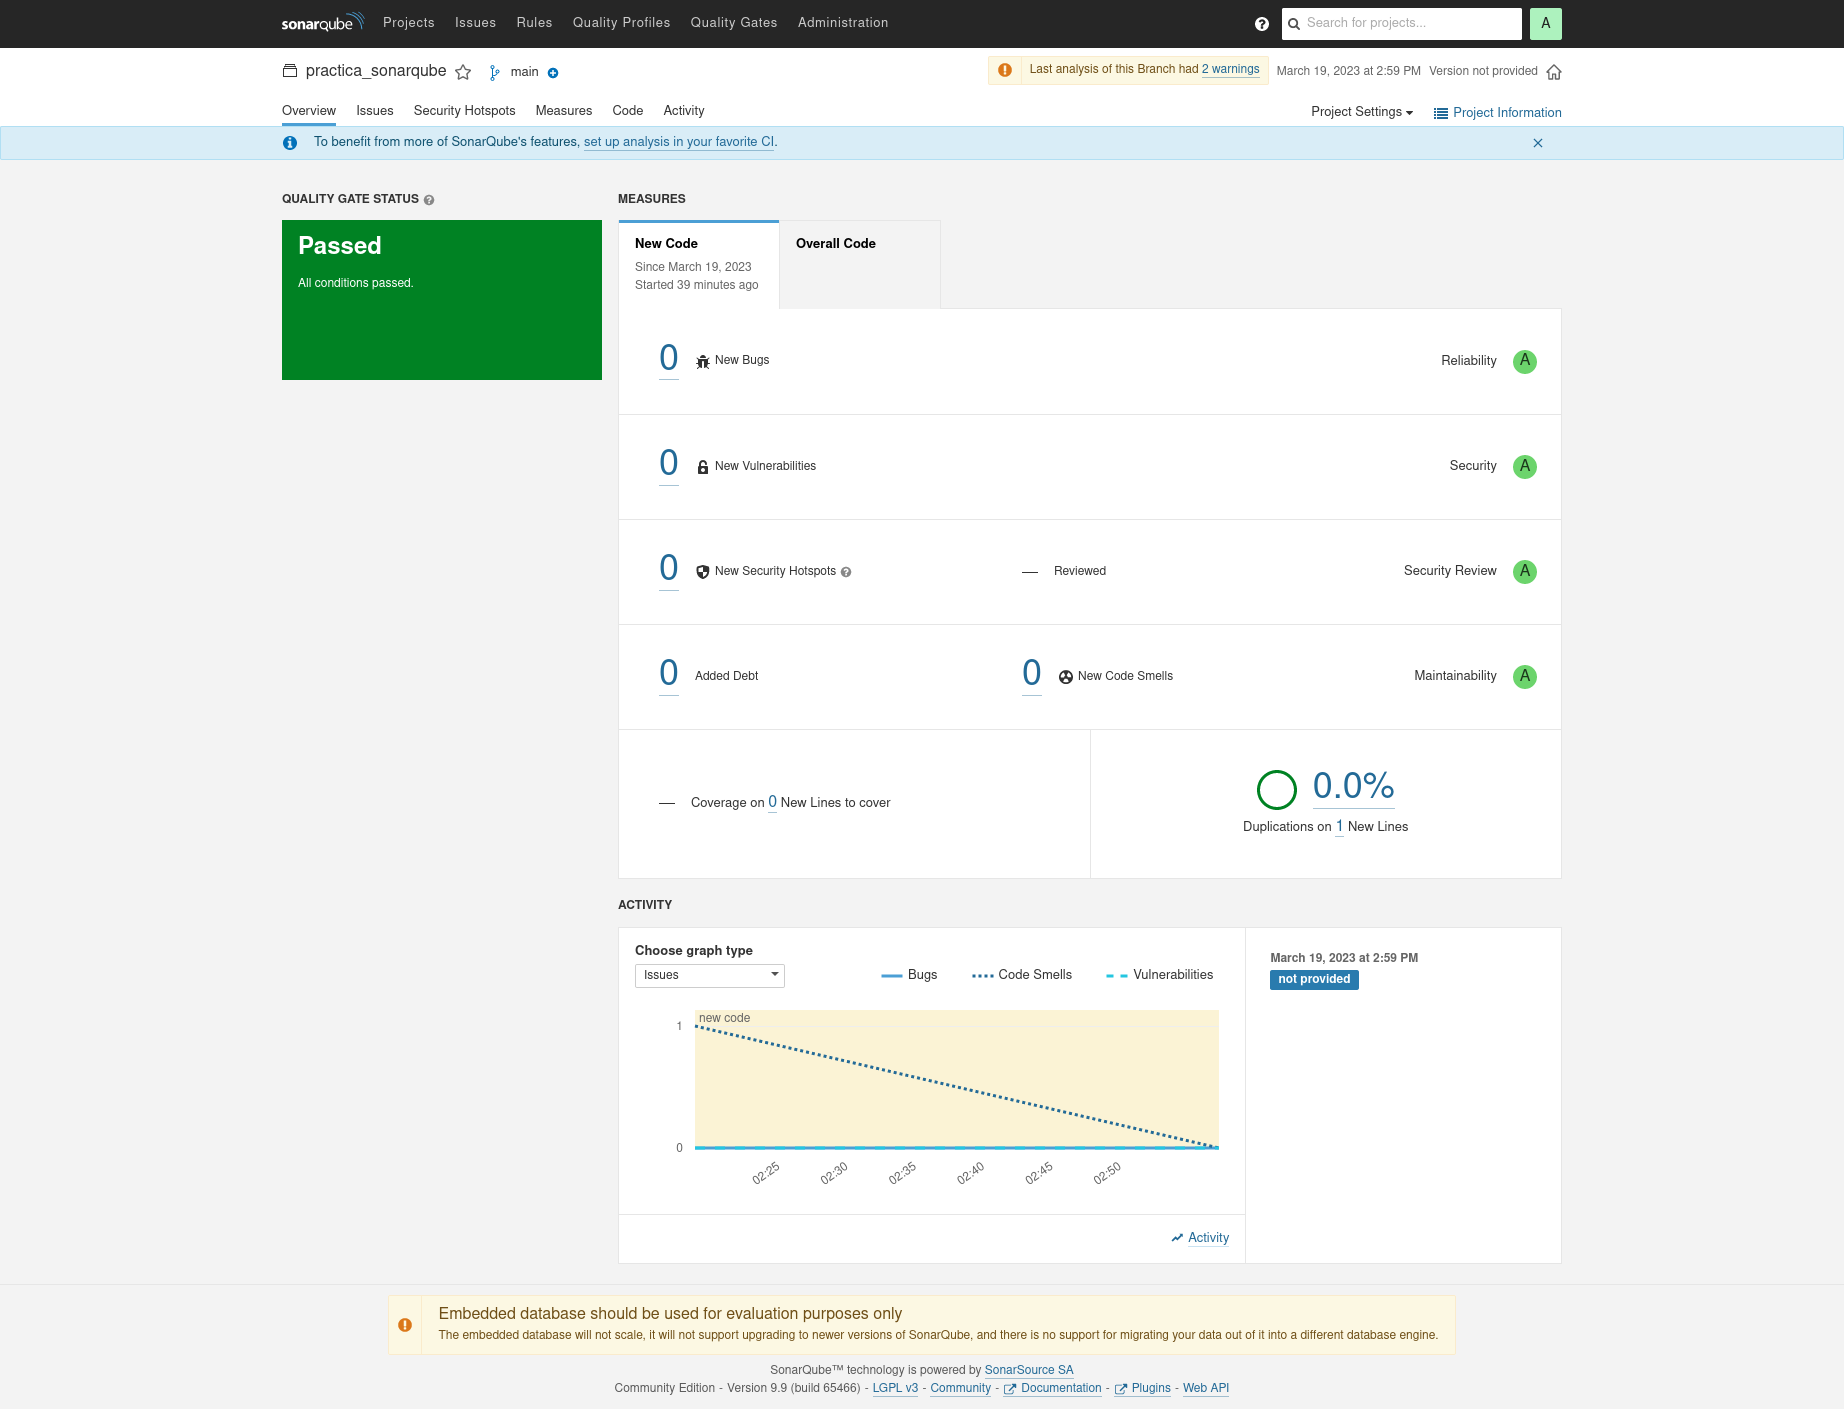 sonarqube Projects Issues Rules Quality Profiles Quality Gates Administration ? Search for projects... A
practica_sonarqube main Last analysis of this Branch had 2 warnings March 19, 2023 at 2:59 PM Version not provided
Overview Issues Security Hotspots Measures Code Activity Project Settings Project Information
To benefit from more of SonarQube's features, set up analysis in your favorite CI.
QUALITY GATE STATUS ?
Passed
All conditions passed.
MEASURES
New Code
Since March 19, 2023
Started 39 minutes ago
Overall Code
0 New Bugs Reliability A
0 New Vulnerabilities Security A
0 New Security Hotspots ? — Reviewed Security Review A
0 Added Debt 0 New Code Smells Maintainability A
— Coverage on 0 New Lines to cover
0.0%
Duplications on 1 New Lines
ACTIVITY
Choose graph type
Issues
Bugs Code Smells Vulnerabilities
new code
1
0
02:25 02:30 02:35 02:40 02:45 02:50
Activity
March 19, 2023 at 2:59 PM
not provided
Embedded database should be used for evaluation purposes only
The embedded database will not scale, it will not support upgrading to newer versions of SonarQube, and there is no support for migrating your data out of it into a different database engine.
SonarQube™ technology is powered by SonarSource SA
Community Edition - Version 9.9 (build 65466) - LGPL v3 - Community - Documentation - Plugins - Web API